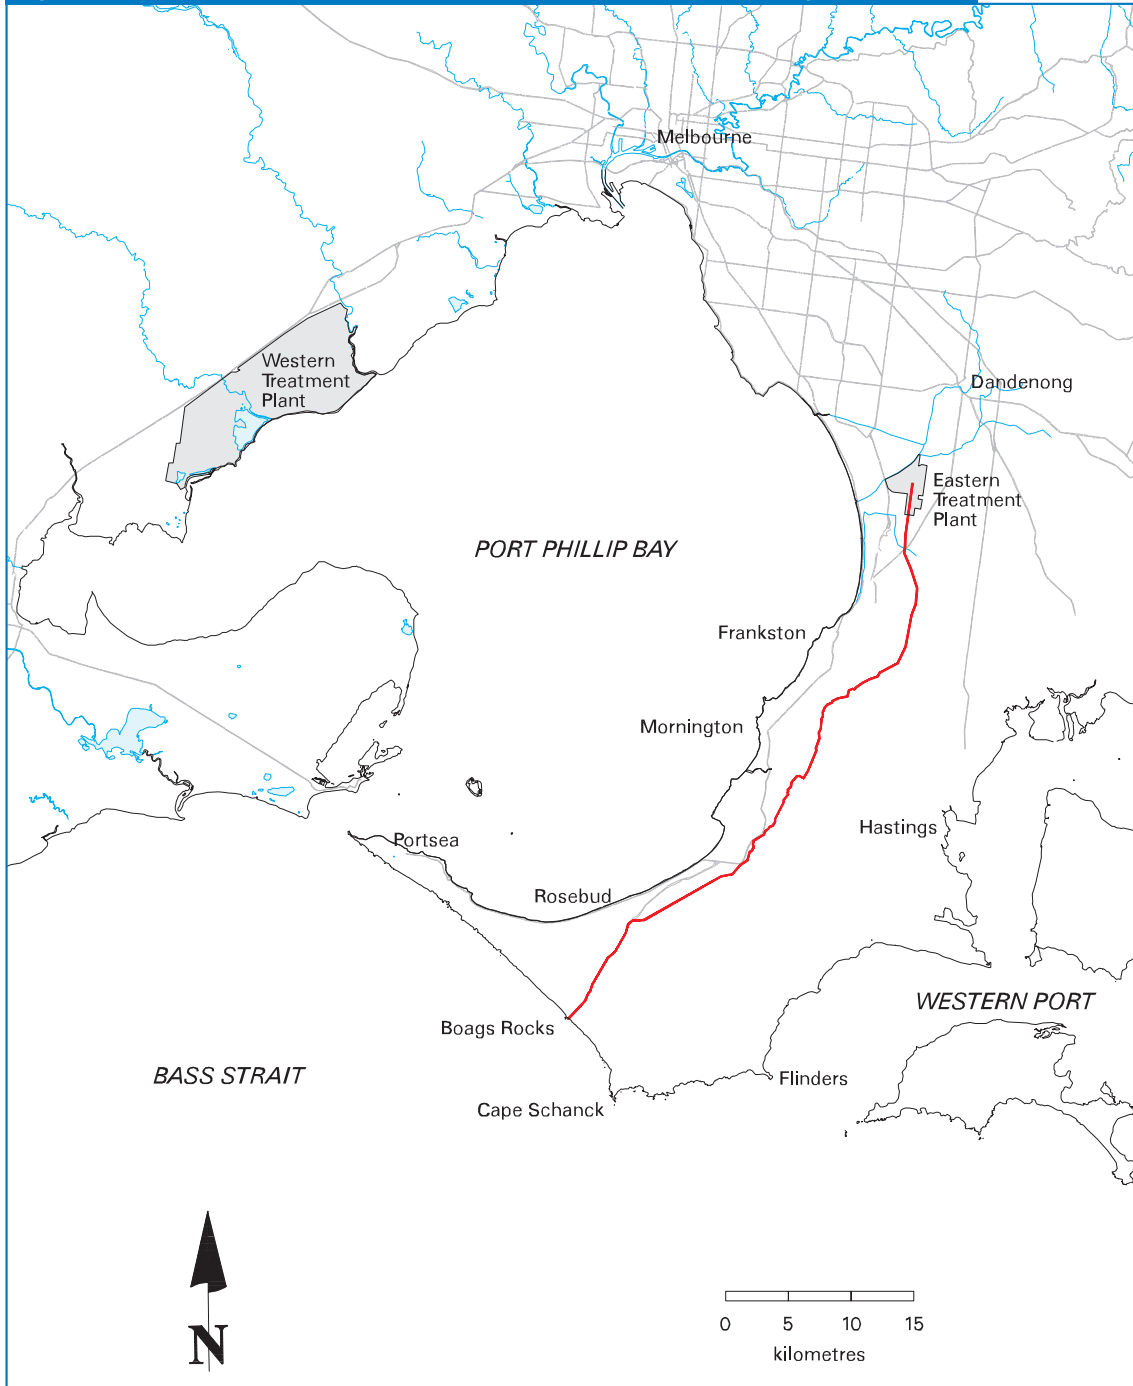 Melbourne
Western
Treatment
Plant
Dandenong
Eastern
Treatment
Plant
PORT PHILLIP BAY
Frankston
Mornington
Hastings
Portsea
Rosebud
WESTERN PORT
Boags Rocks
BASS STRAIT
Flinders
Cape Schanck
N
0 5 10 15
kilometres